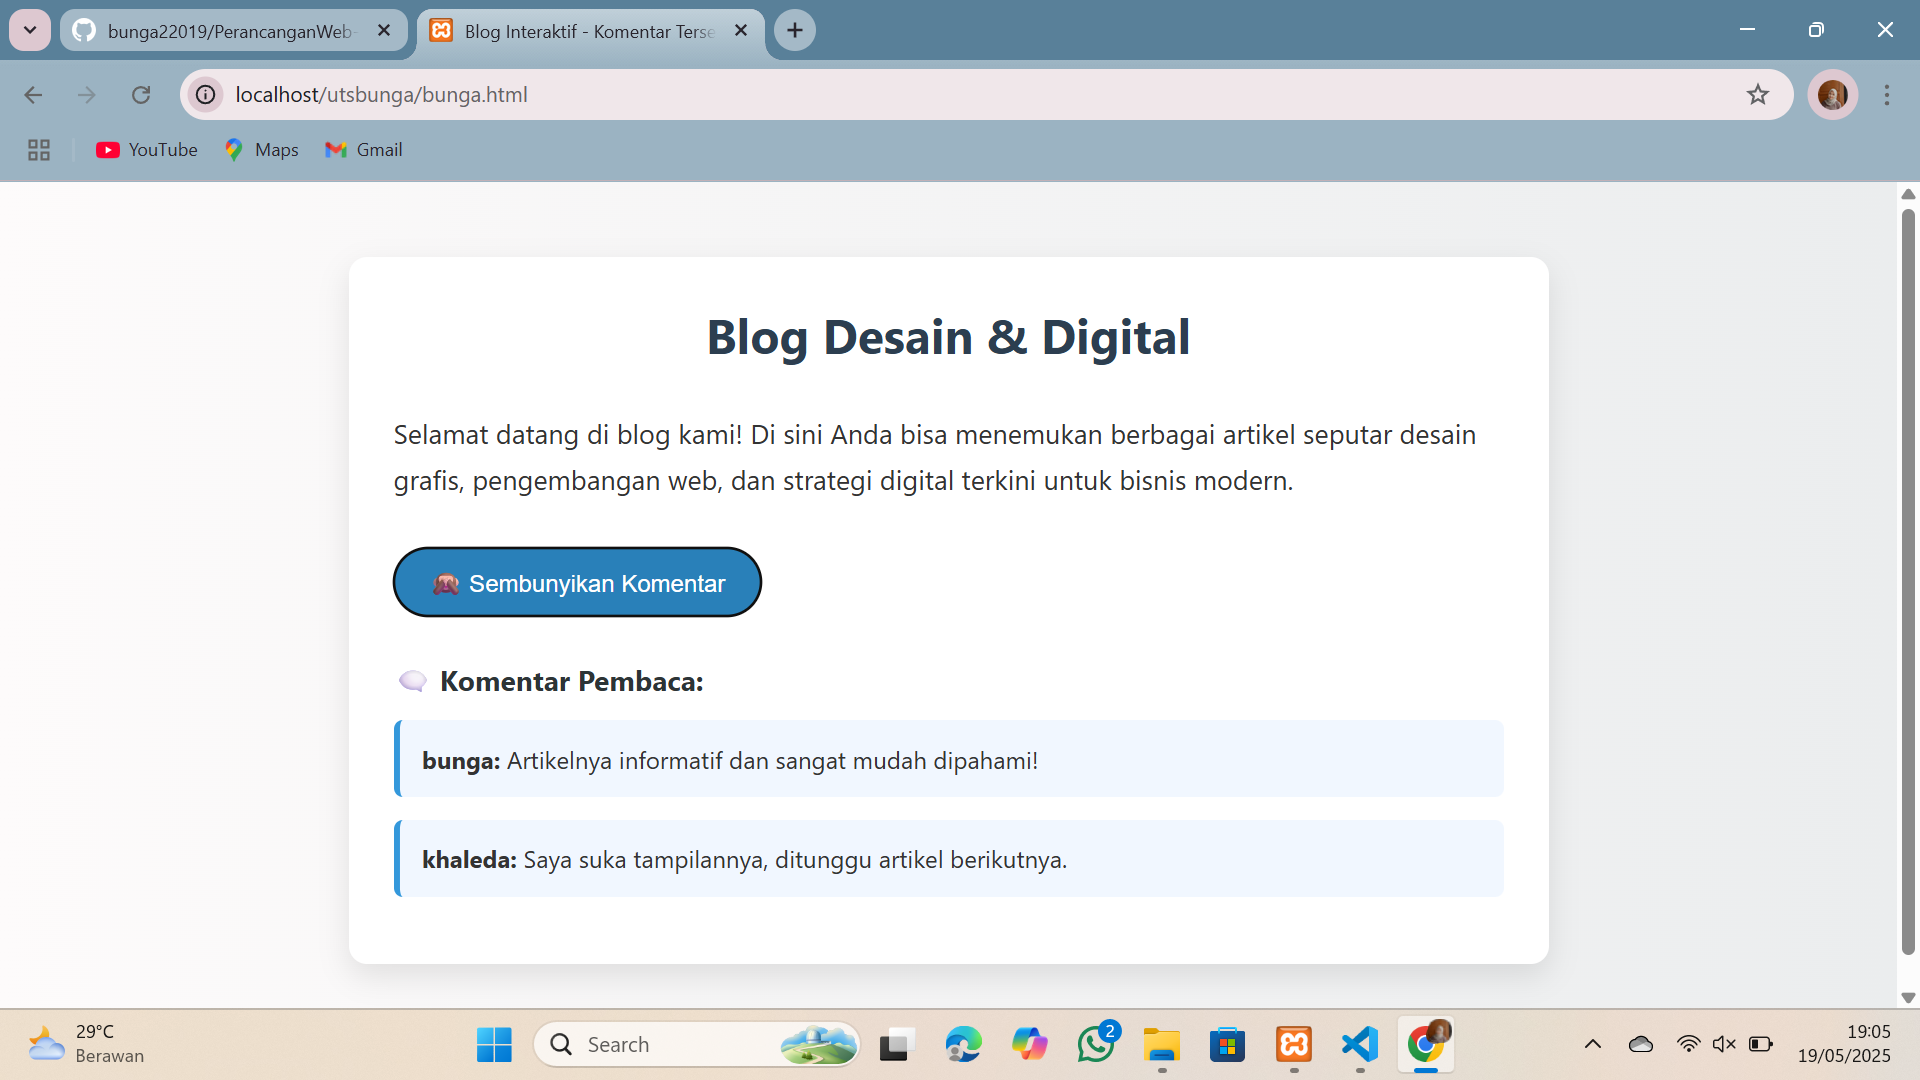 bunga22019/PerancanganWeb-
Blog Interaktif - Komentar Terse
localhost/utsbunga/bunga.html
YouTube
Maps
Gmail
Blog Desain & Digital
Selamat datang di blog kami! Di sini Anda bisa menemukan berbagai artikel seputar desain
grafis, pengembangan web, dan strategi digital terkini untuk bisnis modern.
Sembunyikan Komentar
Komentar Pembaca:
bunga: Artikelnya informatif dan sangat mudah dipahami!
khaleda: Saya suka tampilannya, ditunggu artikel berikutnya.
29°C
Berawan
Search
2
19:05
19/05/2025